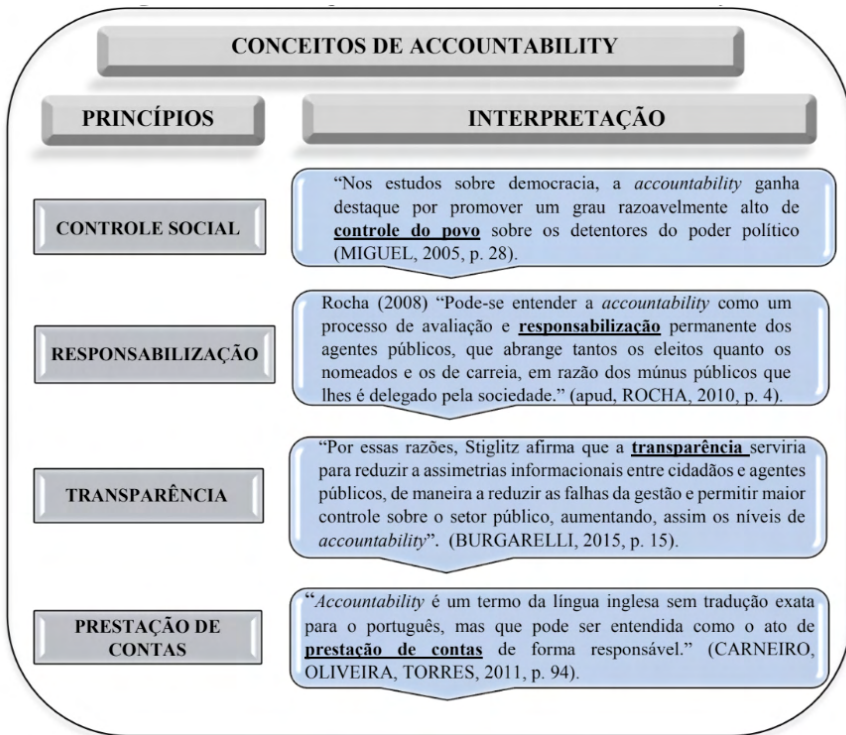 CONCEITOS DE ACCOUNTABILITY
PRINCÍPIOS
INTERPRETAÇÃO
CONTROLE SOCIAL
“Nos estudos sobre democracia, a accountability ganha
destaque por promover um grau razoavelmente alto de
controle do povo sobre os detentores do poder político
(MIGUEL, 2005, p. 28).
RESPONSABILIZAÇÃO
Rocha (2008) “Pode-se entender a accountability como um
processo de avaliação e responsabilização permanente dos
agentes públicos, que abrange tantos os eleitos quanto os
nomeados e os de carreia, em razão dos múnus públicos que
lhes é delegado pela sociedade.” (apud, ROCHA, 2010, p. 4).
TRANSPARÊNCIA
“Por essas razões, Stiglitz afirma que a transparência serviria
para reduzir a assimetrias informacionais entre cidadãos e agentes
públicos, de maneira a reduzir as falhas da gestão e permitir maior
controle sobre o setor público, aumentando, assim os níveis de
accountability”. (BURGARELLI, 2015, p. 15).
PRESTAÇÃO DE
CONTAS
“Accountability é um termo da língua inglesa sem tradução exata
para o português, mas que pode ser entendida como o ato de
prestação de contas de forma responsável.” (CARNEIRO,
OLIVEIRA, TORRES, 2011, p. 94).